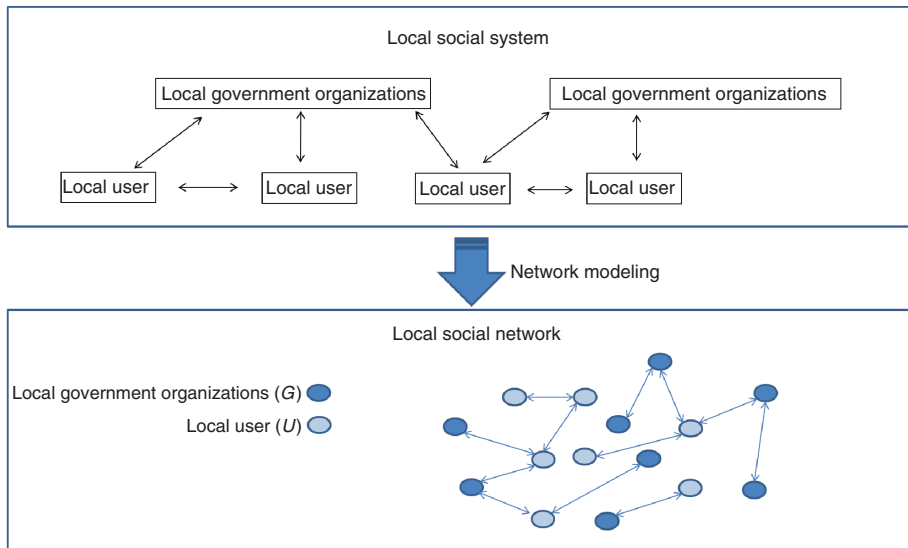 Local social system
Local government organizations
Local government organizations
Local user
Local user
Local user
Local user
Network modeling
Local social network
Local government organizations (G)
Local user (U)